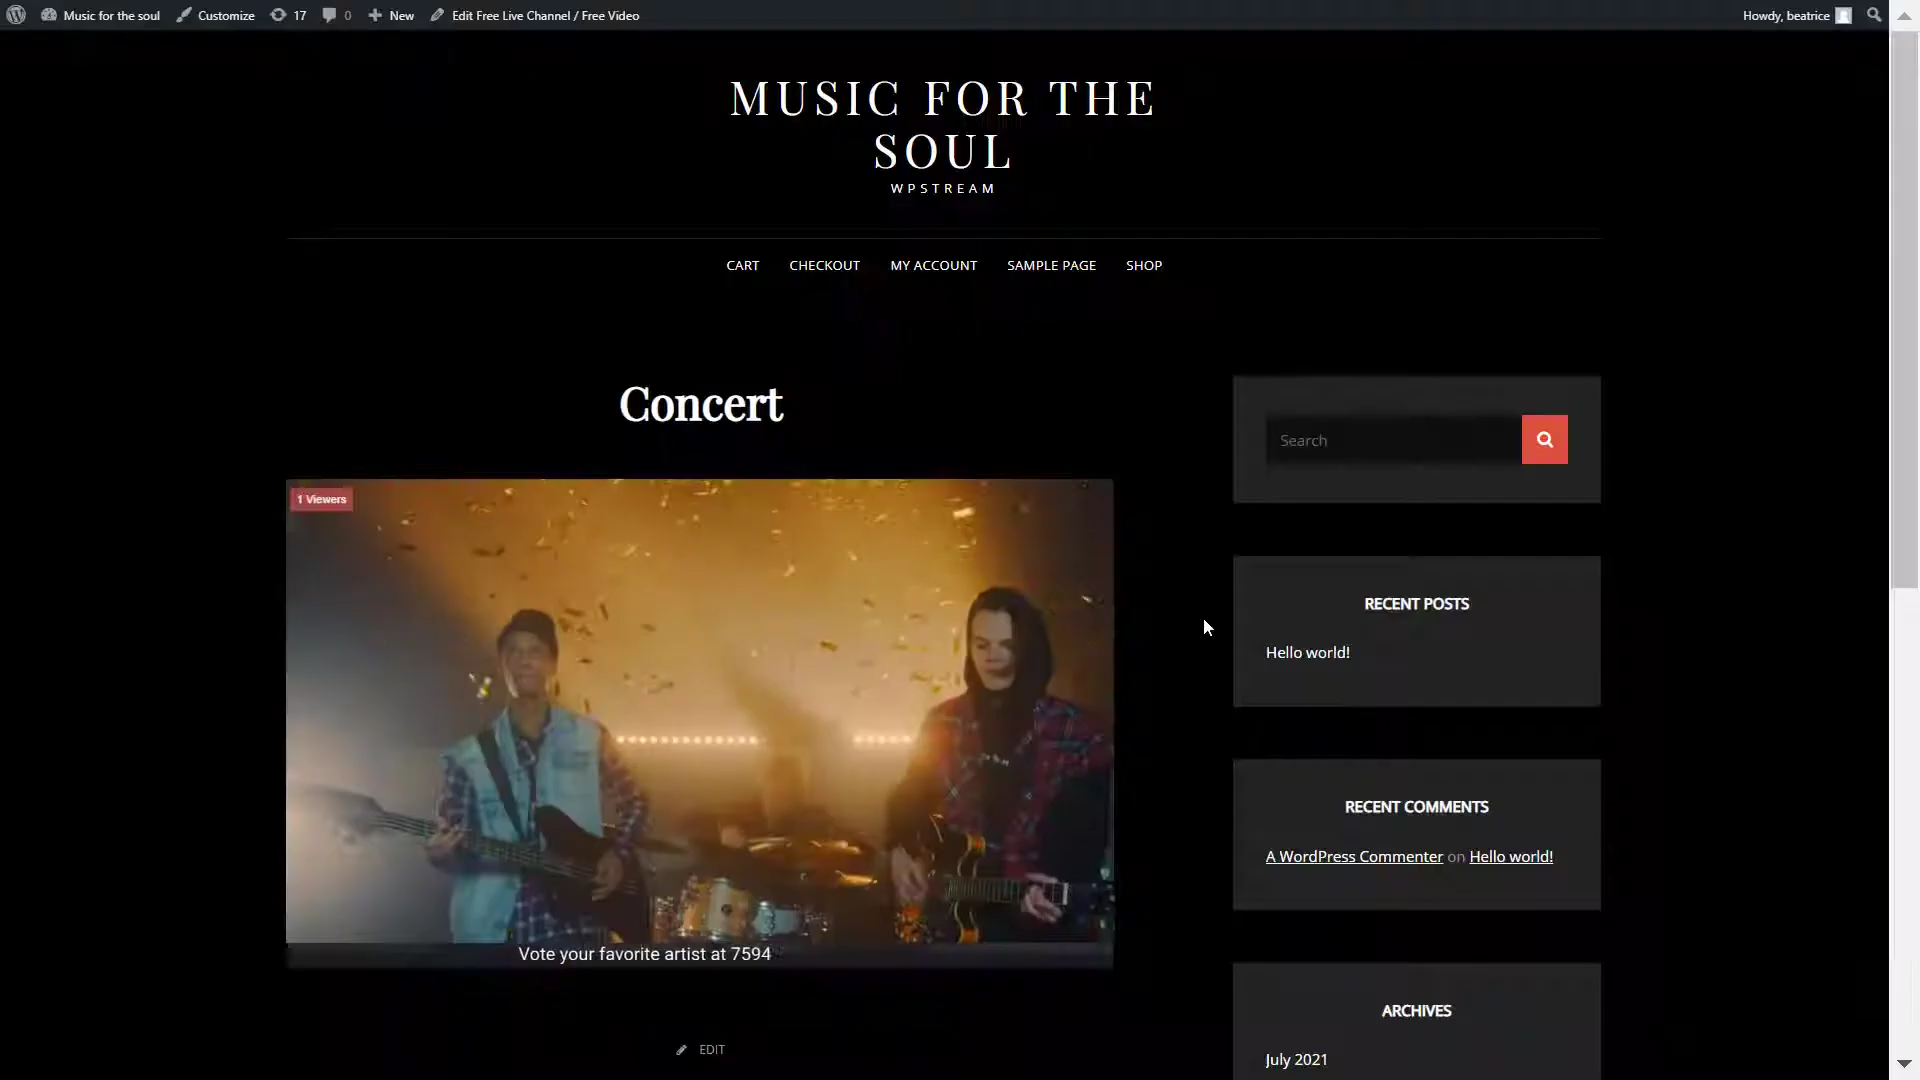 Music for the soul
Customize
17
0
New
Edit Free Live Channel / Free Video
Howdy, beatrice
MUSIC FOR THE
SOUL
WPSTREAM
CART
CHECKOUT
MY ACCOUNT
SAMPLE PAGE
SHOP
Concert
1 Viewers
Vote your favorite artist at 7594
EDIT
Search
RECENT POSTS
Hello world!
RECENT COMMENTS
A WordPress Commenter on Hello world!
ARCHIVES
July 2021